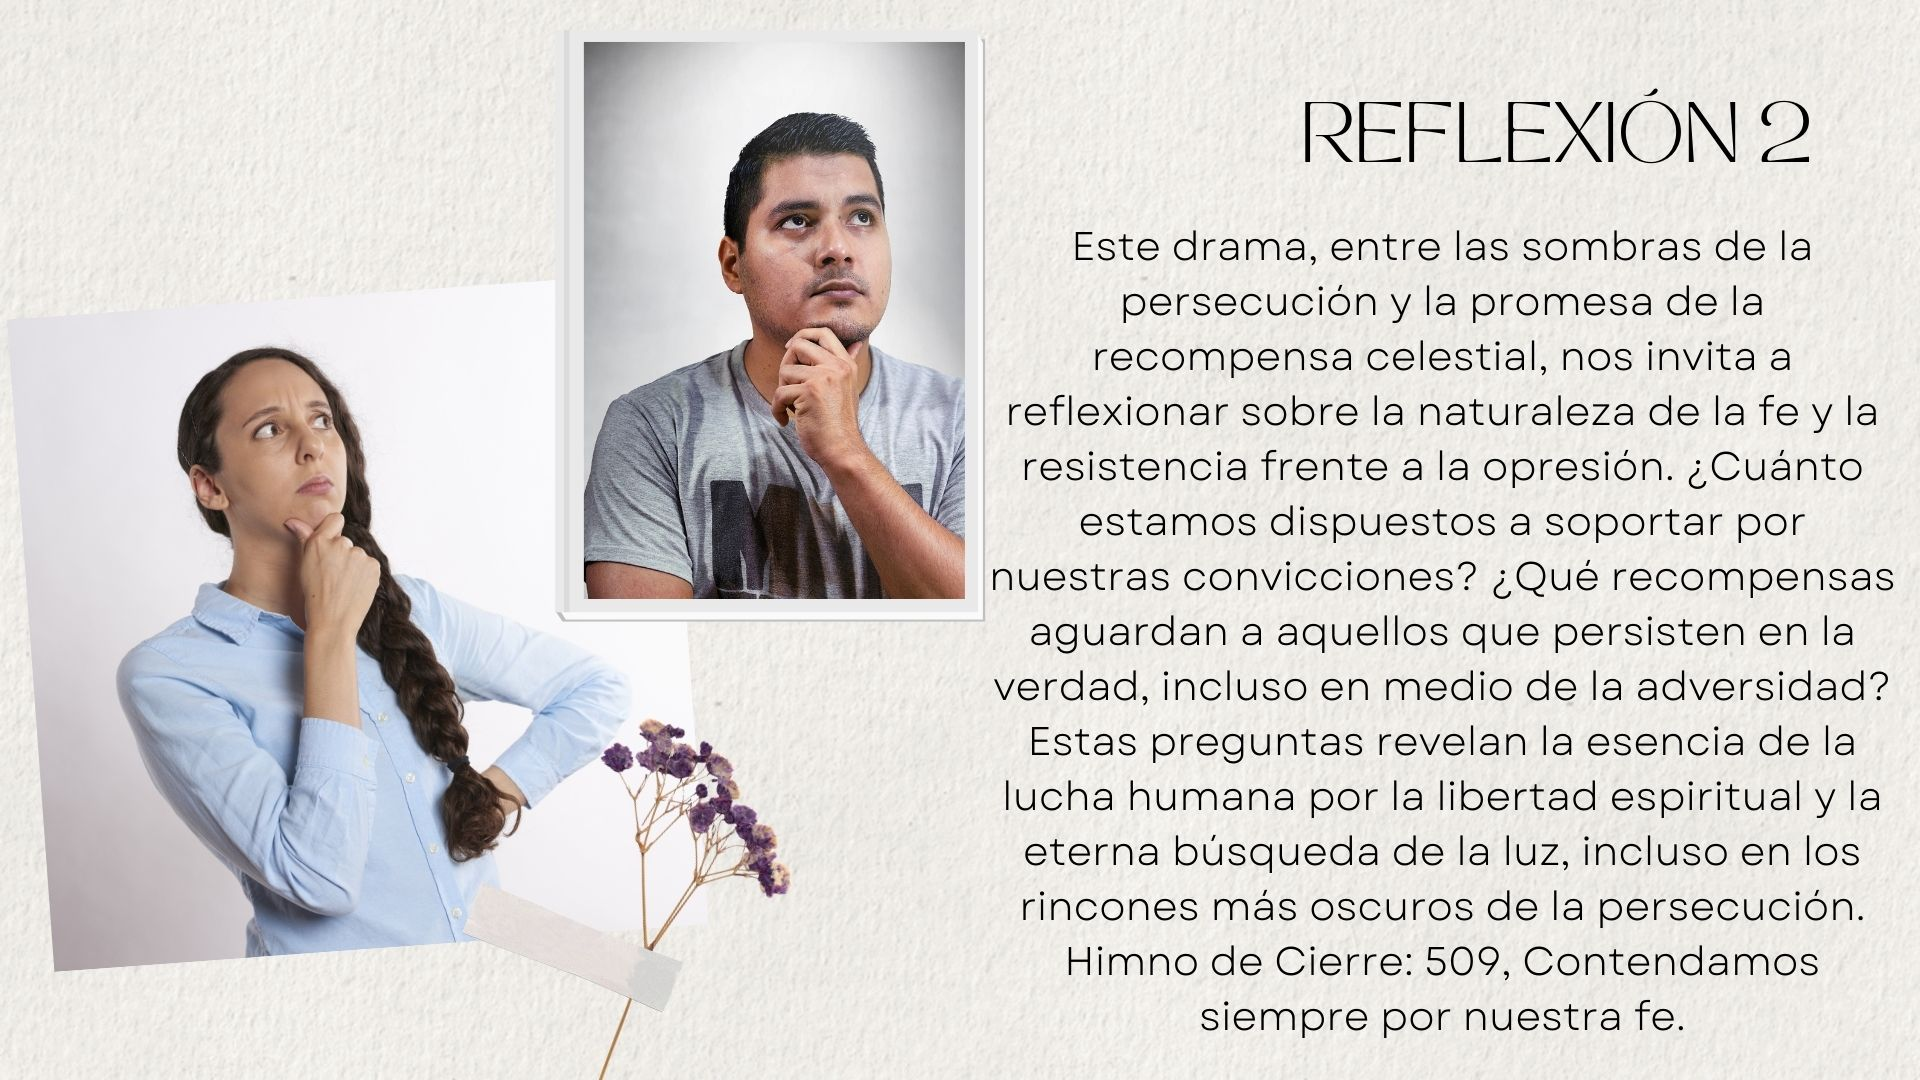 REFLEXIÓN 2
Este drama, entre las sombras de la
persecución y la promesa de la
recompensa celestial, nos invita a
reflexionar sobre la naturaleza de la fe y la
resistencia frente a la opresión. ¿Cuánto
estamos dispuestos a soportar por
nuestras convicciones? ¿Qué recompensas
aguardan a aquellos que persisten en la
verdad, incluso en medio de la adversidad?
Estas preguntas revelan la esencia de la
lucha humana por la libertad espiritual y la
eterna búsqueda de la luz, incluso en los
rincones más oscuros de la persecución.
Himno de Cierre: 509, Contendamos
siempre por nuestra fe.